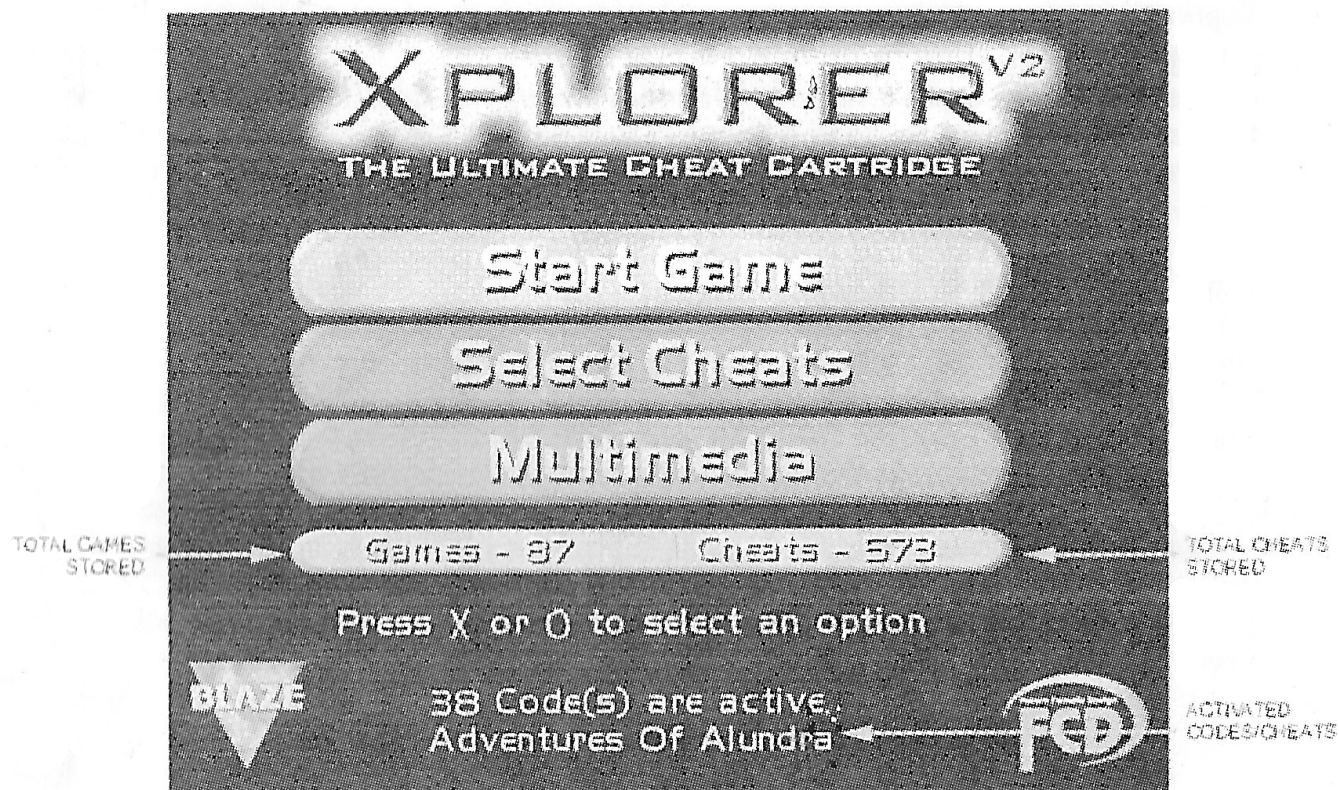 XPLORER V2
THE ULTIMATE CHEAT CARTRIDGE
Start Game
Select Cheats
Multimedia
TOTAL GAMES
STORED
Games - 87 Cheats - 573
TOTAL CHEATS
STORED
Press X or O to select an option
BLAZE
38 Code(s) are active.
Adventures Of Alundra
FCD
ACTIVATED
CODES/CHEATS